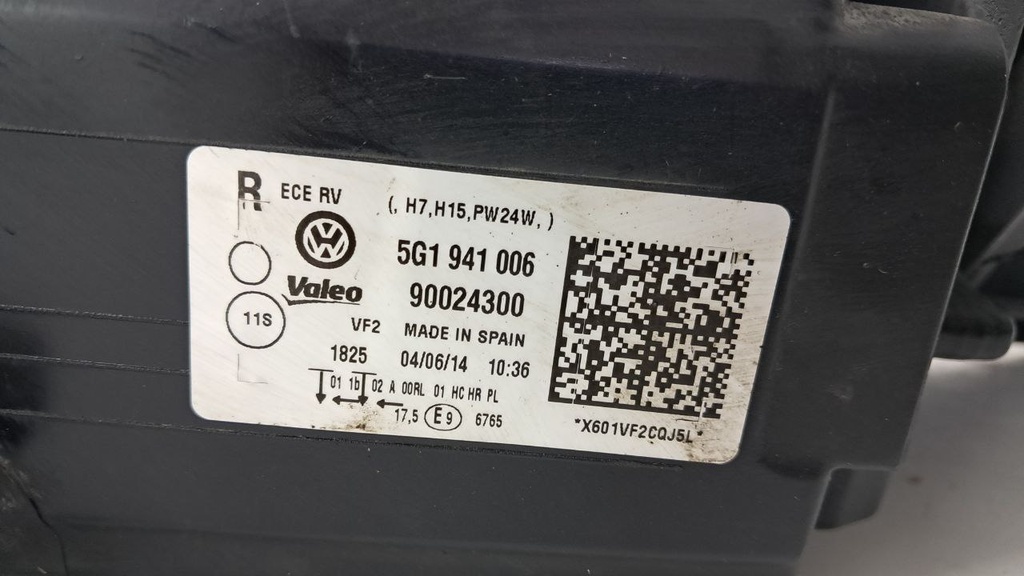 R ECE RV (, H7,H15,PW24W, )
5G1 941 006
Valeo 90024300
11S VF2 MADE IN SPAIN
1825 04/06/14 10:36
01 1b 02 A 00RL 01 HC HR PL
17,5 E9 6765
*X601VF2CQJ5L*